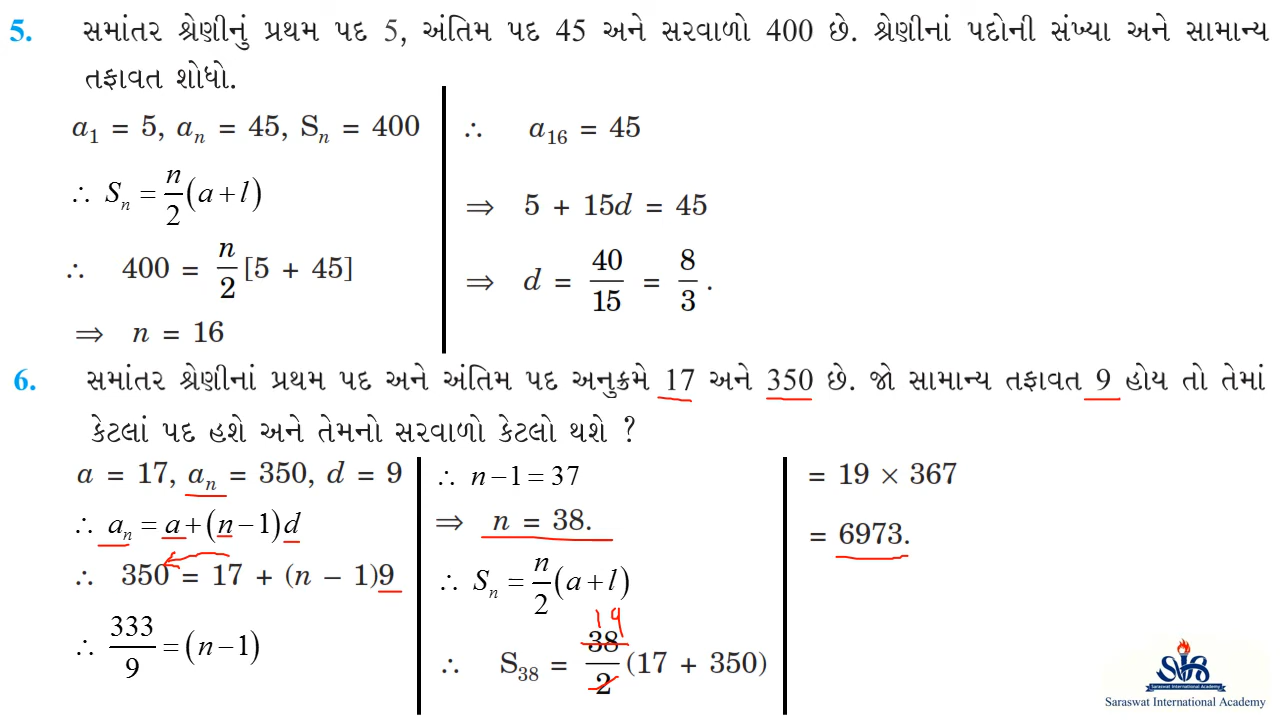 5. સમાંતર શ્રેણીનું પ્રથમ પદ 5, અંતિમ પદ 45 અને સરવાળો 400 છે. શ્રેણીનાં પદોની સંખ્યા અને સામાન્ય
તફાવત શોધો.
a₁ = 5, aₙ = 45, Sₙ = 400
∴ Sₙ = n/2 (a + l)
∴ 400 = n/2 [5 + 45]
⇒ n = 16
∴ a₁₆ = 45
⇒ 5 + 15d = 45
⇒ d = 40/15 = 8/3 .
6. સમાંતર શ્રેણીનાં પ્રથમ પદ અને અંતિમ પદ અનુક્રમે 17 અને 350 છે. જો સામાન્ય તફાવત 9 હોય તો તેમાં
કેટલાં પદ હશે અને તેમનો સરવાળો કેટલો થશે ?
a = 17, aₙ = 350, d = 9
∴ aₙ = a + (n − 1)d
∴ 350 = 17 + (n − 1)9
∴ 333/9 = (n − 1)
∴ n − 1 = 37
⇒ n = 38.
∴ Sₙ = n/2 (a + l)
19
∴ S₃₈ = 38/2 (17 + 350)
= 19 × 367
= 6973.
SIA
Saraswat International Academy
Saraswat International Academy